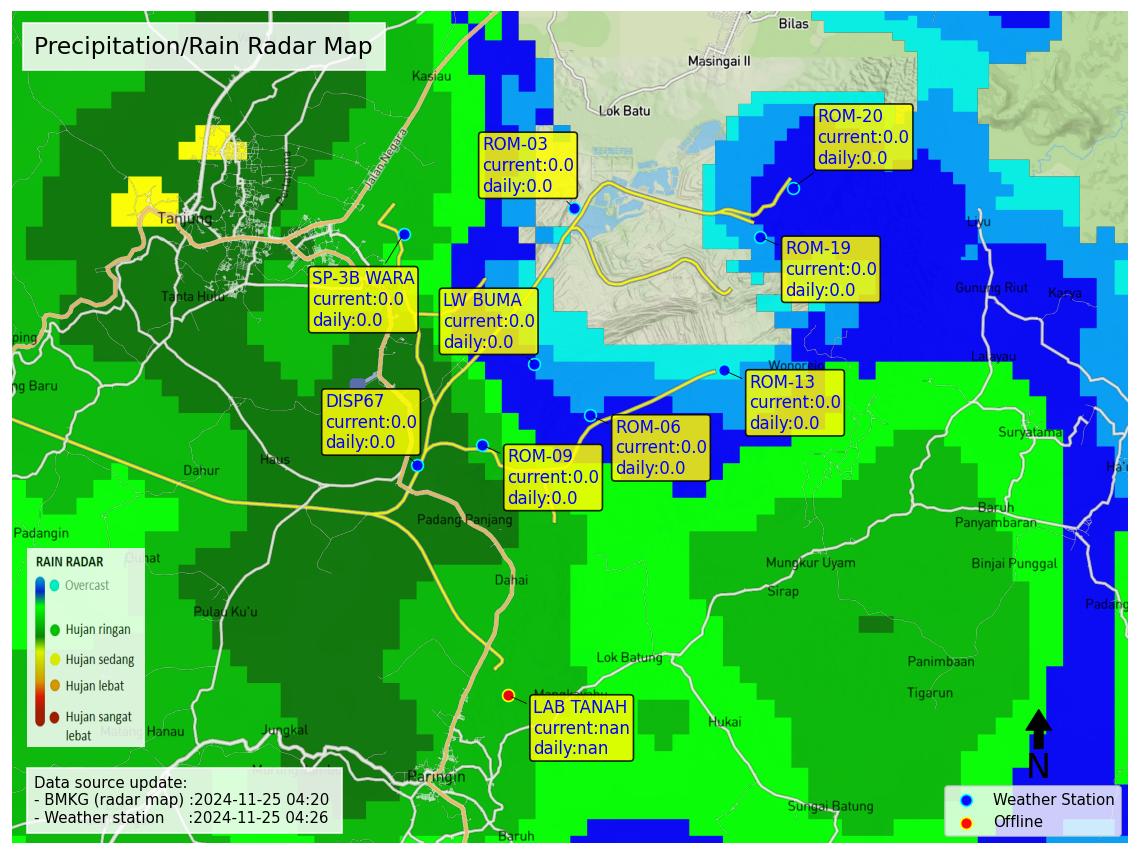 Precipitation/Rain Radar Map
Bilas
Masingai II
Kasiau
Lok Batu
Jalan Negara
ROM-20
current:0.0
daily:0.0
ROM-03
current:0.0
daily:0.0
Tanjung
Liyu
ROM-19
current:0.0
daily:0.0
SP-3B WARA
current:0.0
daily:0.0
LW BUMA
current:0.0
daily:0.0
Tanta Hulu
Gunung Riut
Karya
ping
Lalayau
ng Baru
ROM-13
current:0.0
daily:0.0
DISP67
current:0.0
daily:0.0
ROM-06
current:0.0
daily:0.0
Suryatama
ROM-09
current:0.0
daily:0.0
Haus
Dahur
Padang Panjang
Baruh
Panyambaran
Padangin
Mungkur Uyam
Binjai Punggal
Dahai
Sirap
Padang
Pulau Ku'u
RAIN RADAR
Overcast
Hujan ringan
Hujan sedang
Hujan lebat
Hujan sangat
lebat
Lok Batung
Panimbaan
Tigarun
LAB TANAH
current:nan
daily:nan
Hukai
Manau
Jungkal
N
Paringin
Sungai Batung
Baruh
Data source update:
- BMKG (radar map) :2024-11-25 04:20
- Weather station :2024-11-25 04:26
Weather Station
Offline